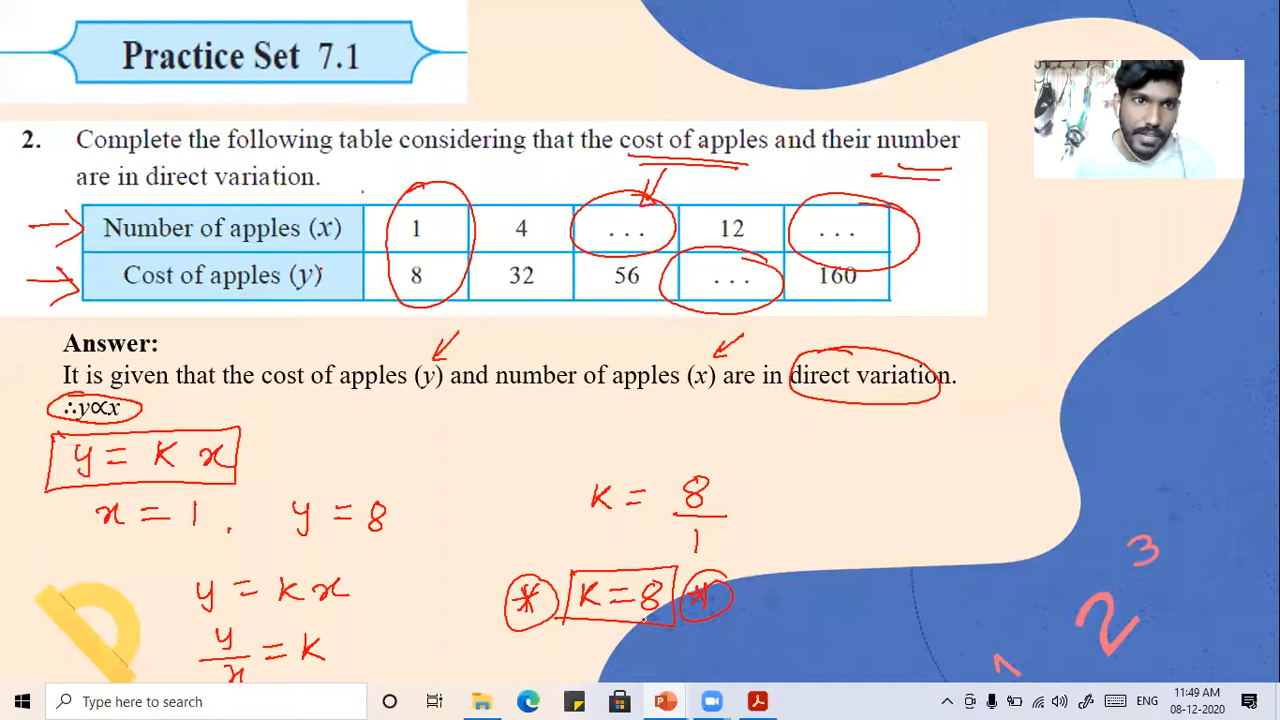 Practice Set 7.1
2. Complete the following table considering that the cost of apples and their number
are in direct variation.
Number of apples (x) 1 4 ... 12 ...
Cost of apples (y) 8 32 56 ... 160
Answer:
It is given that the cost of apples (y) and number of apples (x) are in direct variation.
∴y∝x
y = K x
x = 1 , y = 8
y = K x
y/x = K
K = 8/1
* K = 8 *
3
2
1
Type here to search
ENG
11:49 AM
08-12-2020